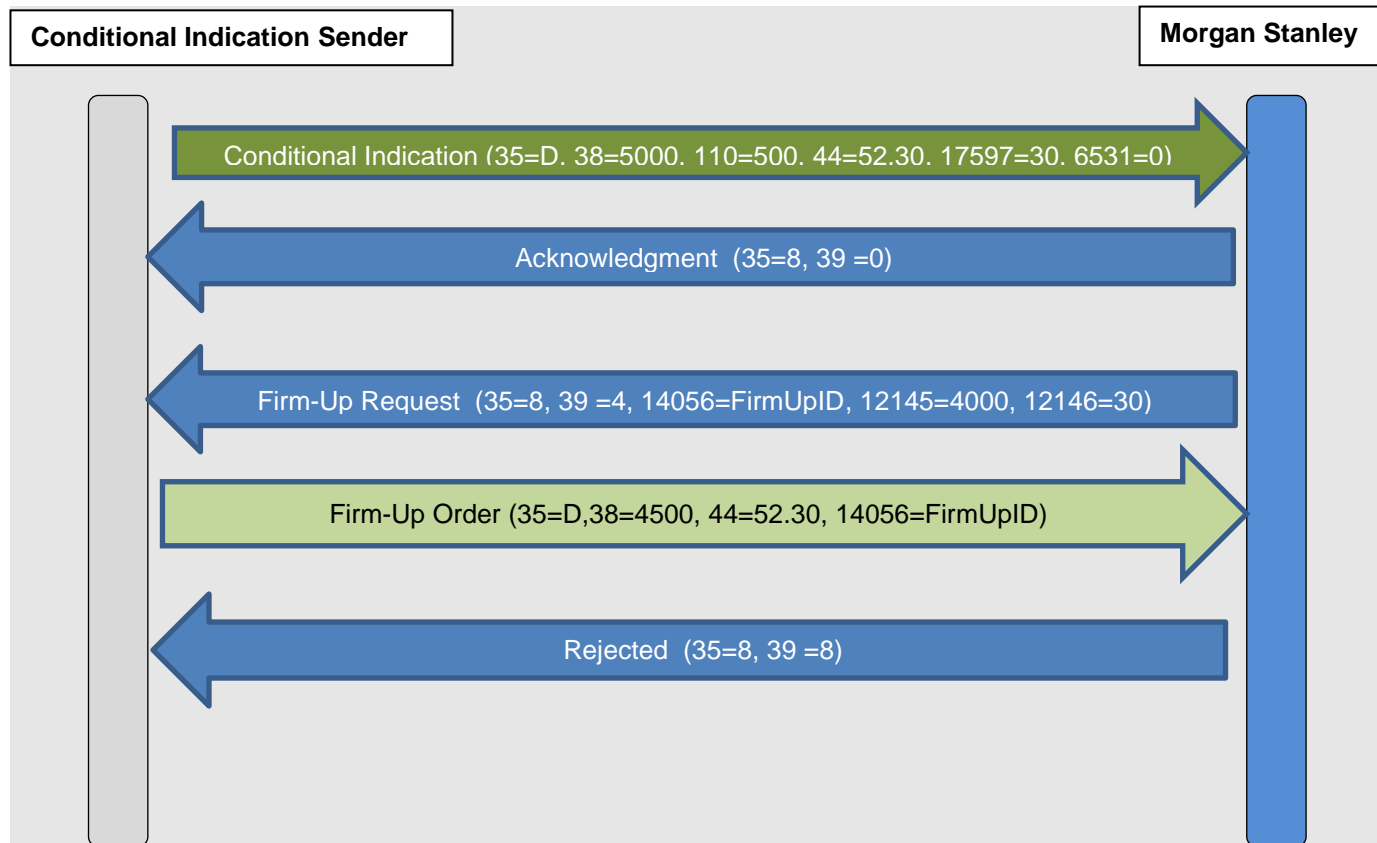 Conditional Indication Sender
Morgan Stanley
Conditional Indication (35=D, 38=5000, 110=500, 44=52.30, 17597=30, 6531=0)
Acknowledgment  (35=8, 39 =0)
Firm-Up Request  (35=8, 39 =4, 14056=FirmUpID, 12145=4000, 12146=30)
Firm-Up Order (35=D,38=4500, 44=52.30, 14056=FirmUpID)
Rejected  (35=8, 39 =8)